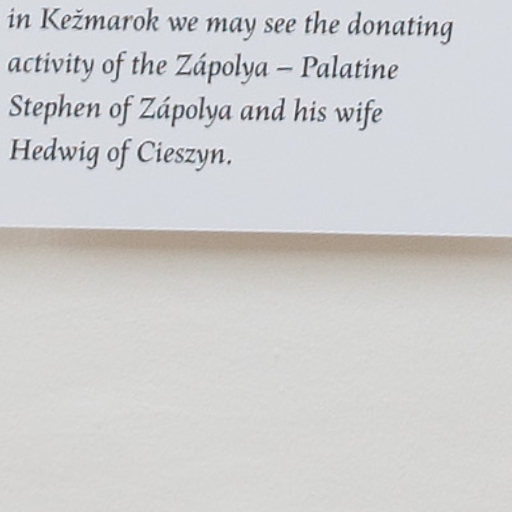 in Kežmarok we may see the donating
activity of the Zápolya – Palatine
Stephen of Zápolya and his wife
Hedwig of Cieszyn.